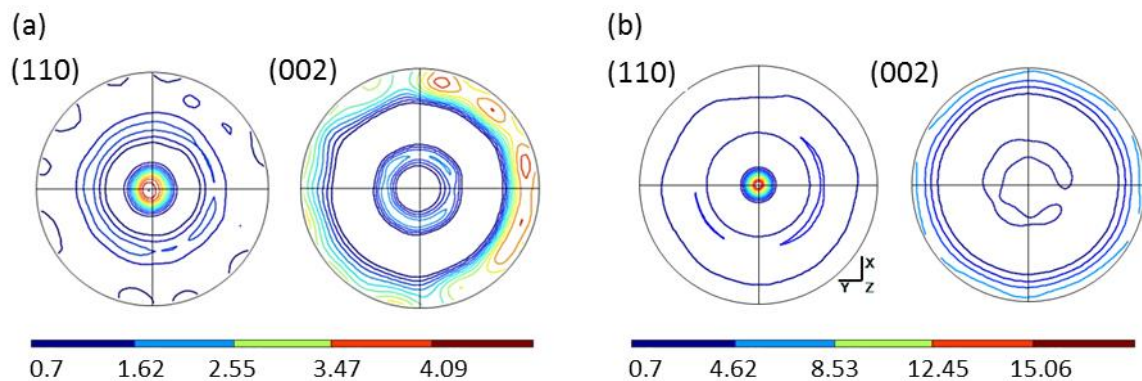 (a)
(110)
(002)
0.7 1.62 2.55 3.47 4.09
(b)
(110)
(002)
X
Y Z
0.7 4.62 8.53 12.45 15.06